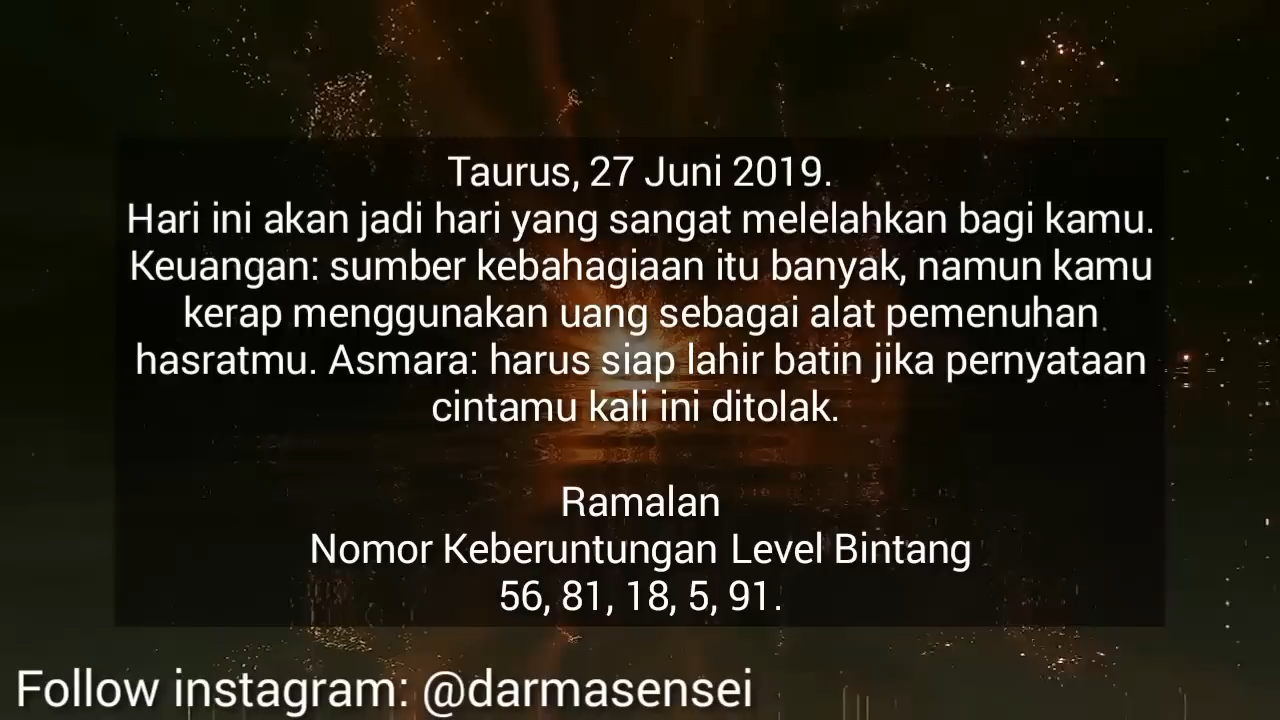 Taurus, 27 Juni 2019.
Hari ini akan jadi hari yang sangat melelahkan bagi kamu.
Keuangan: sumber kebahagiaan itu banyak, namun kamu
kerap menggunakan uang sebagai alat pemenuhan
hasratmu. Asmara: harus siap lahir batin jika pernyataan
cintamu kali ini ditolak.
Ramalan
Nomor Keberuntungan Level Bintang
56, 81, 18, 5, 91.
Follow instagram: @darmasensei